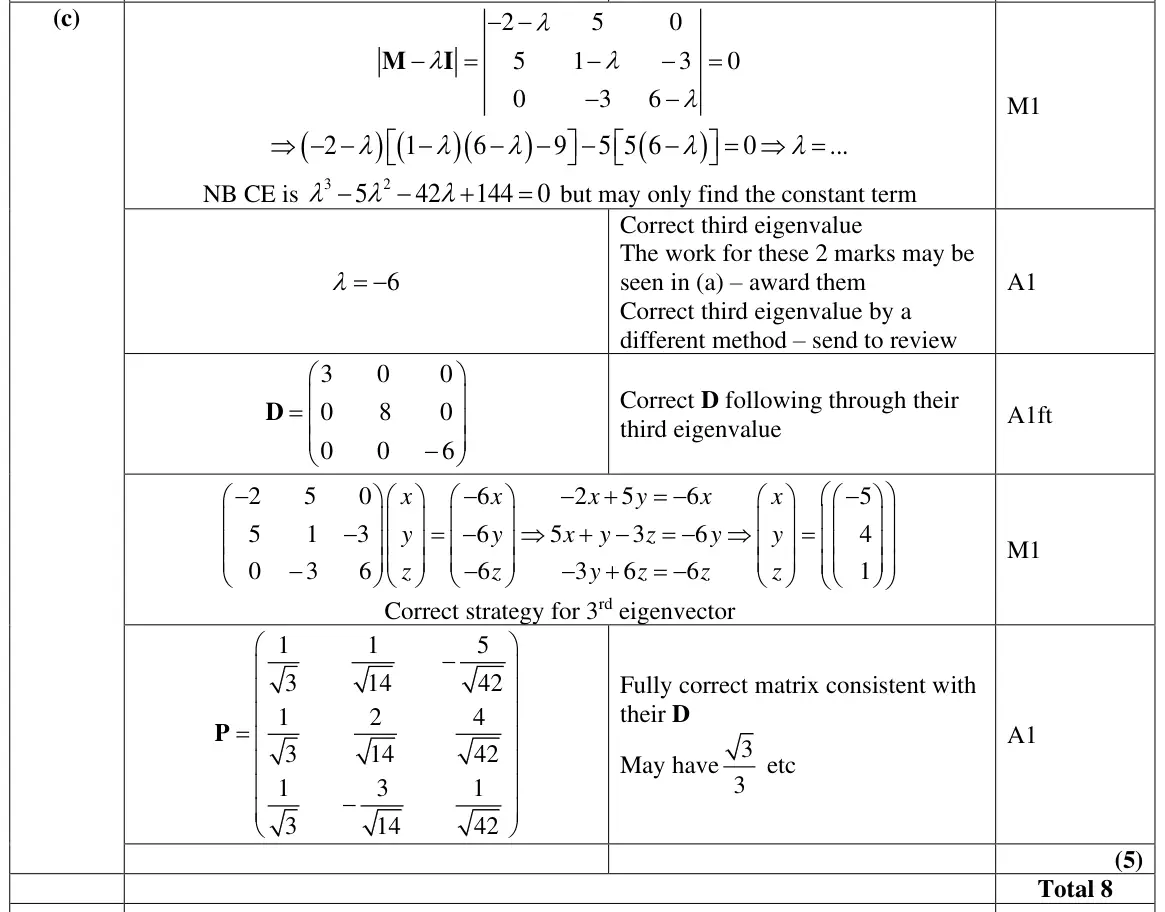 (c)
|M − λI| = | −2 − λ 5 0 |
| 5 1 − λ −3 | = 0
| 0 −3 6 − λ |
⇒ (−2 − λ)[(1 − λ)(6 − λ) − 9] − 5[5(6 − λ)] = 0 ⇒ λ = ...
NB CE is λ³ − 5λ² − 42λ + 144 = 0 but may only find the constant term
M1
λ = −6
Correct third eigenvalue
The work for these 2 marks may be
seen in (a) – award them
Correct third eigenvalue by a
different method – send to review
A1
D = (3 0 0
0 8 0
0 0 −6)
Correct D following through their
third eigenvalue
A1ft
(−2 5 0) (x) (−6x) −2x + 5y = −6x (x) ((−5))
(5 1 −3) (y) = (−6y) ⇒ 5x + y − 3z = −6y ⇒ (y) = ((4))
(0 −3 6) (z) (−6z) −3y + 6z = −6z (z) ((1))
Correct strategy for 3rd eigenvector
M1
P = (1/√3 1/√14 −5/√42
1/√3 2/√14 4/√42
1/√3 −3/√14 1/√42)
Fully correct matrix consistent with
their D
May have √3/3 etc
A1
(5)
Total 8